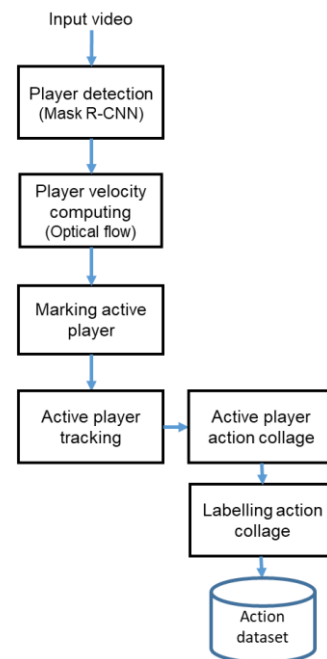 Input video
Player detection
(Mask R-CNN)
Player velocity
computing
(Optical flow)
Marking active
player
Active player
tracking
Active player
action collage
Labelling action
collage
Action
dataset